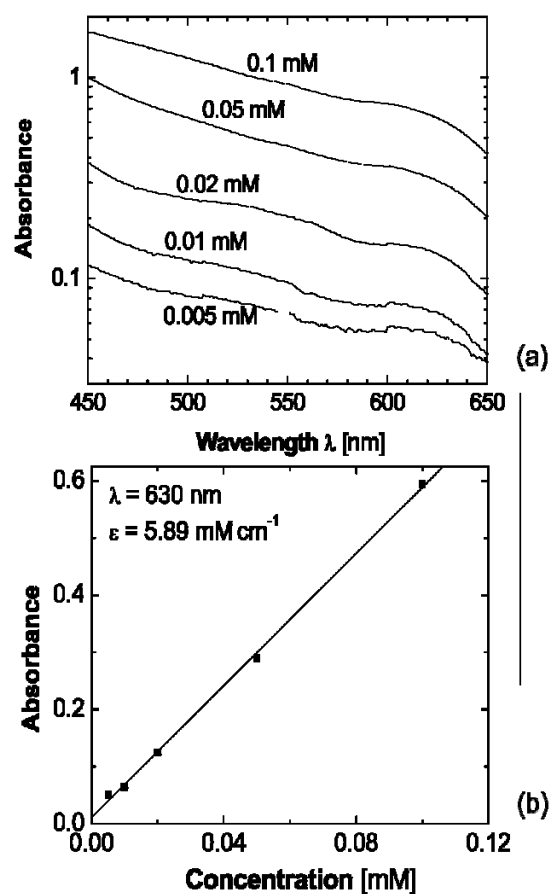 Absorbance
1
0.1
0.1 mM
0.05 mM
0.02 mM
0.01 mM
0.005 mM
450 500 550 600 650
Wavelength λ [nm]
(a)
Absorbance
0.6
0.4
0.2
0.0
λ = 630 nm
ε = 5.89 mM cm⁻¹
0.00 0.04 0.08 0.12
Concentration [mM]
(b)